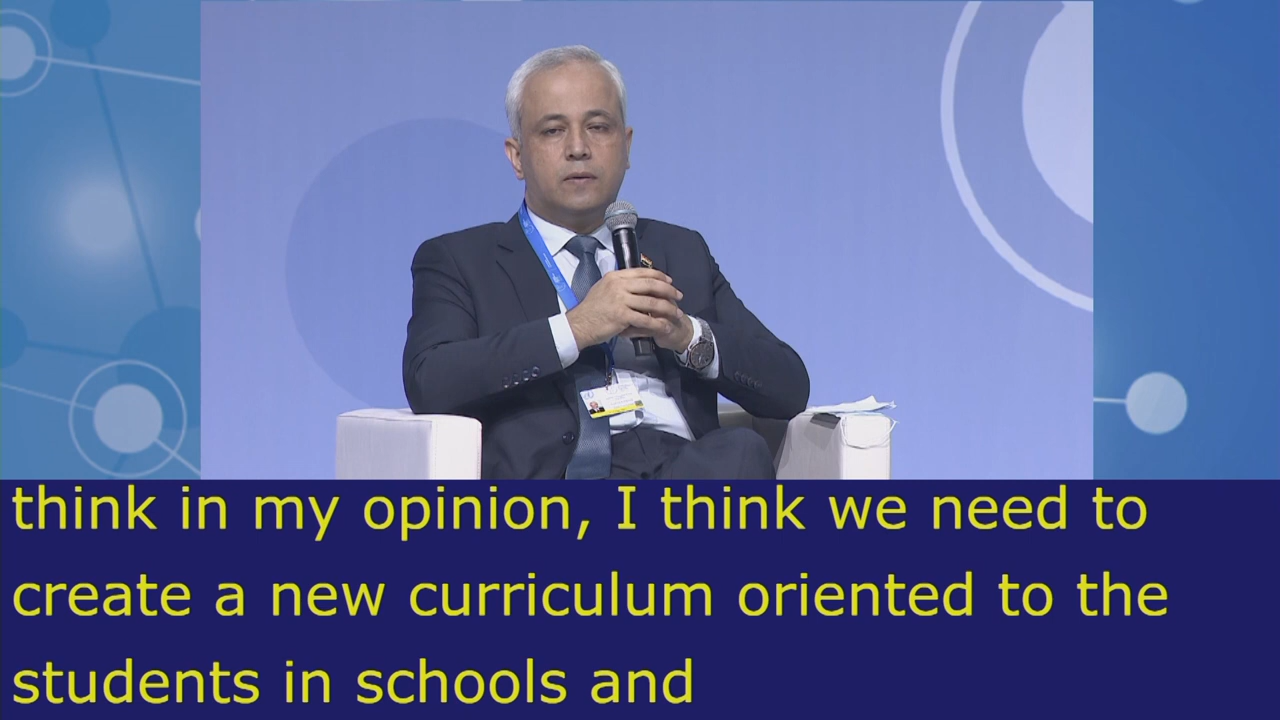 think in my opinion, I think we need to
create a new curriculum oriented to the
students in schools and